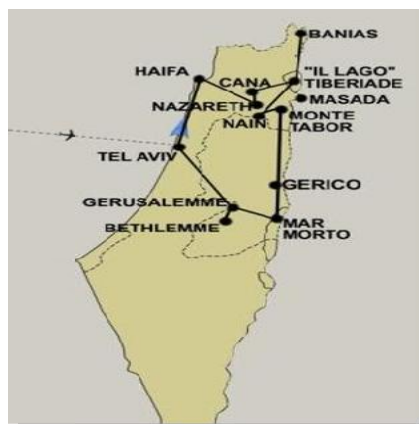 BANIAS
HAIFA
"IL LAGO"
CANA
TIBERIADE
NAZARETH
MASADA
NAIN
MONTE
TABOR
TEL AVIV
GERICO
GERUSALEMME
BETHLEMME
MAR
MORTO